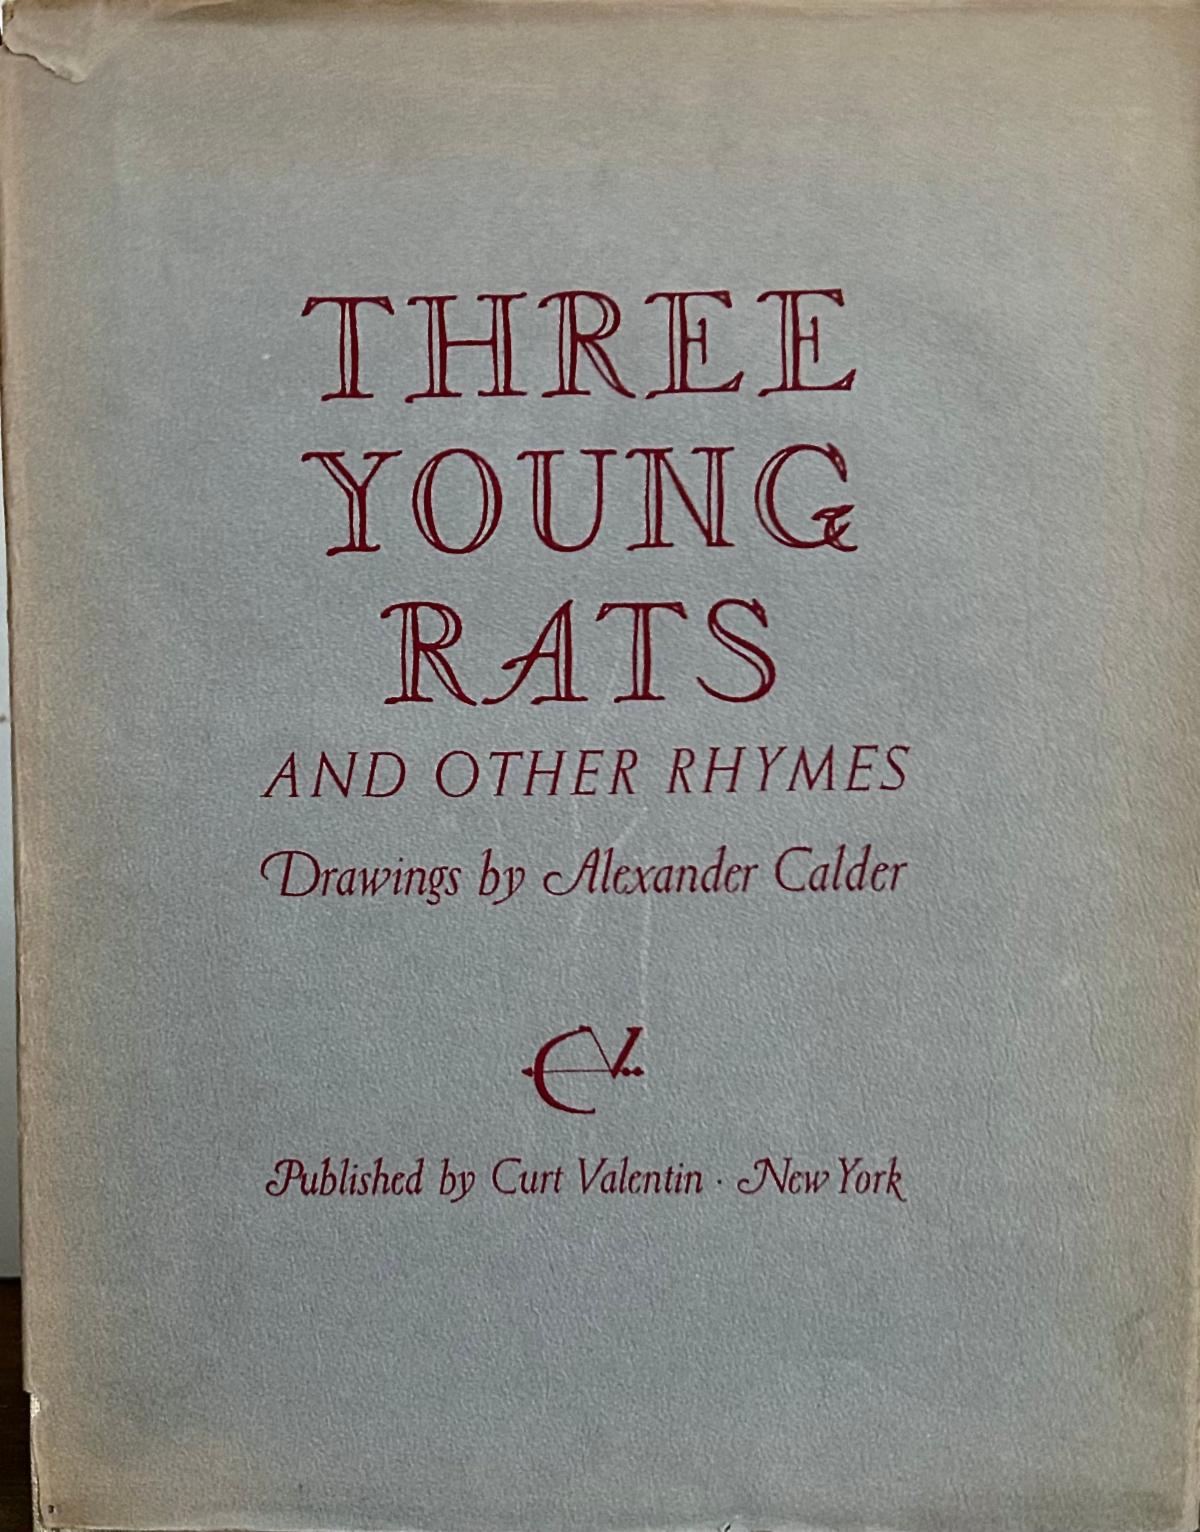 THREE
YOUNG
RATS
AND OTHER RHYMES
Drawings by Alexander Calder
CV
Published by Curt Valentin · New York